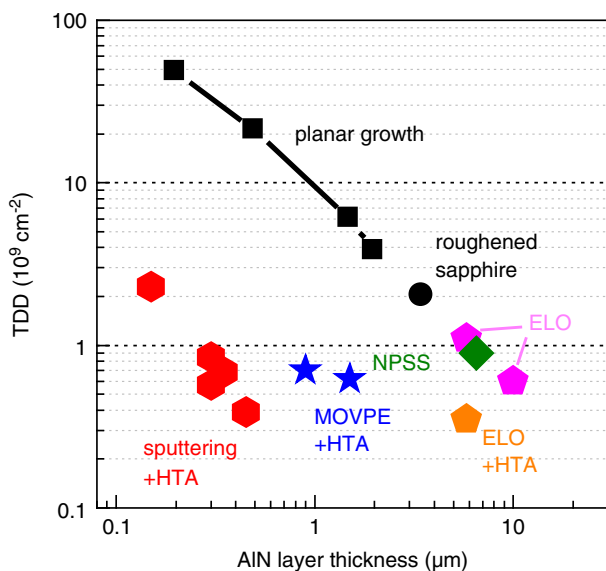 100
10
1
0.1
TDD (10⁹ cm⁻²)
planar growth
roughened
sapphire
ELO
NPSS
MOVPE
+HTA
sputtering
+HTA
ELO
+HTA
0.1
1
10
AlN layer thickness (μm)